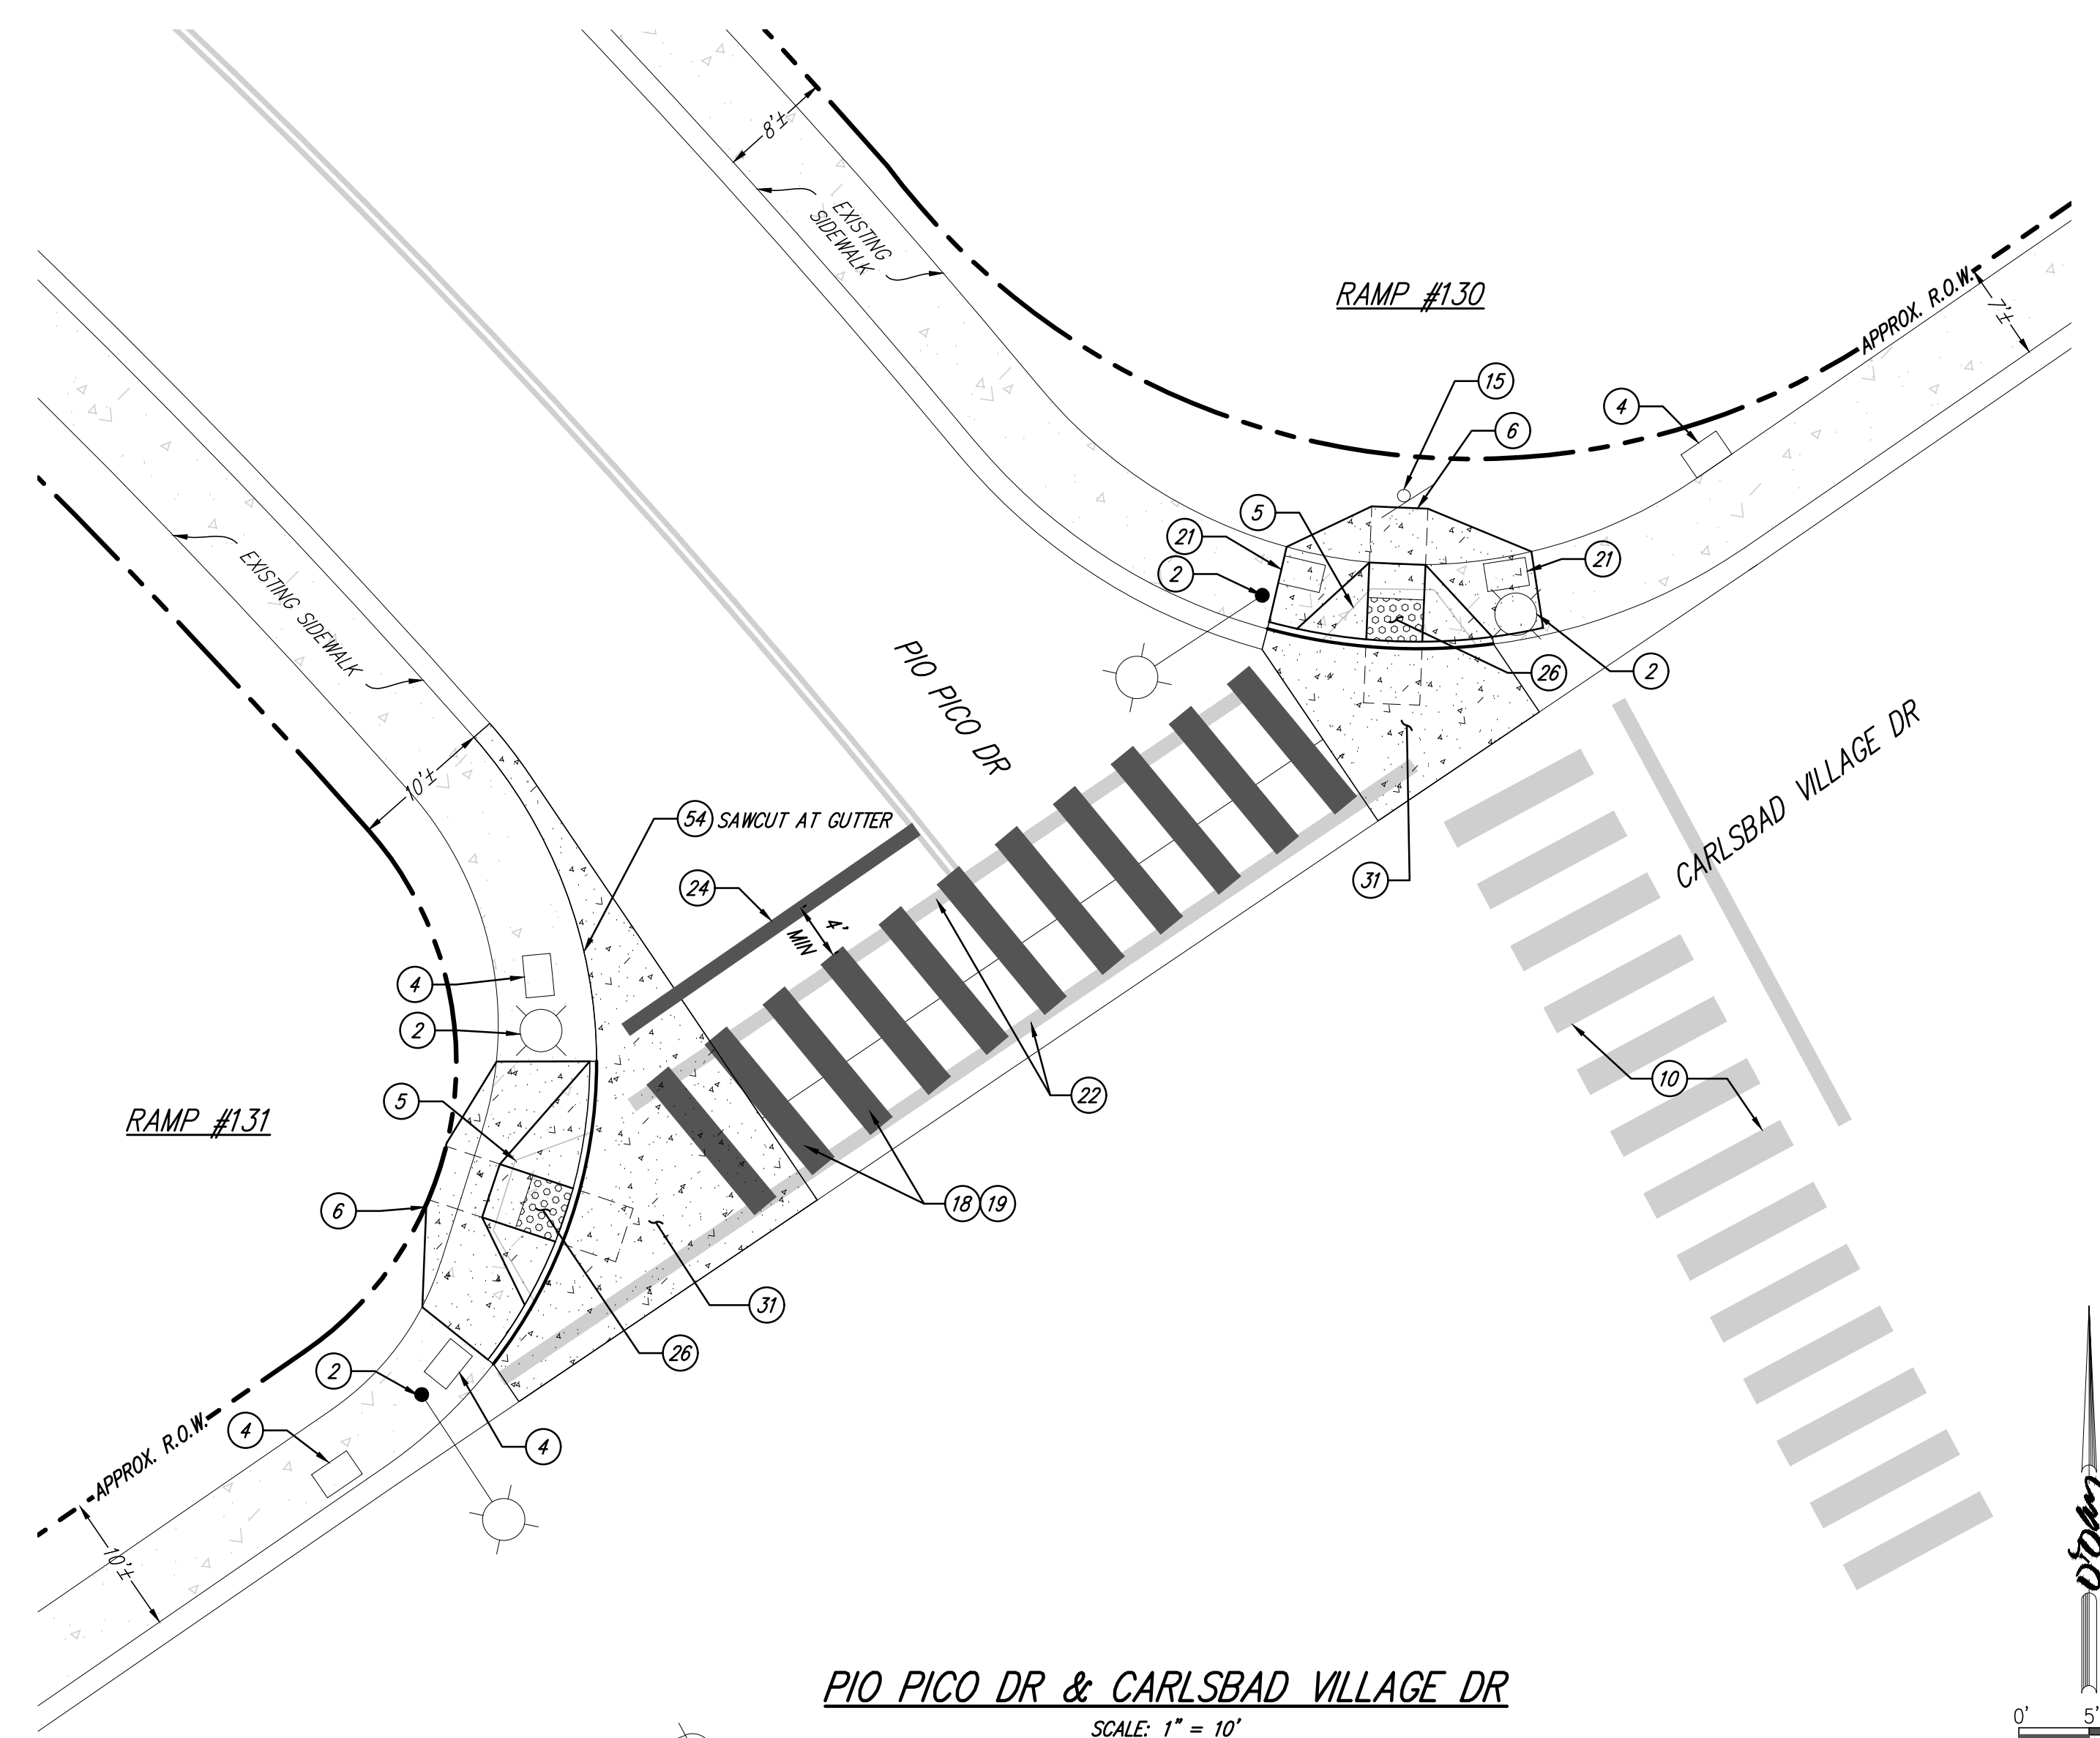 8'±
EXISTING
SIDEWALK
RAMP #130
APPROX. R.O.W.
7'±
15
4
6
5
21
2
21
26
2
EXISTING SIDEWALK
PIO PICO DR
10'±
54 SAWCUT AT GUTTER
24
4'
MIN
31
CARLSBAD VILLAGE DR
4
2
5
RAMP #131
6
22
10
18 19
31
26
2
4
4
APPROX. R.O.W.
10'±
PIO PICO DR & CARLSBAD VILLAGE DR
SCALE: 1" = 10'
0' 5'